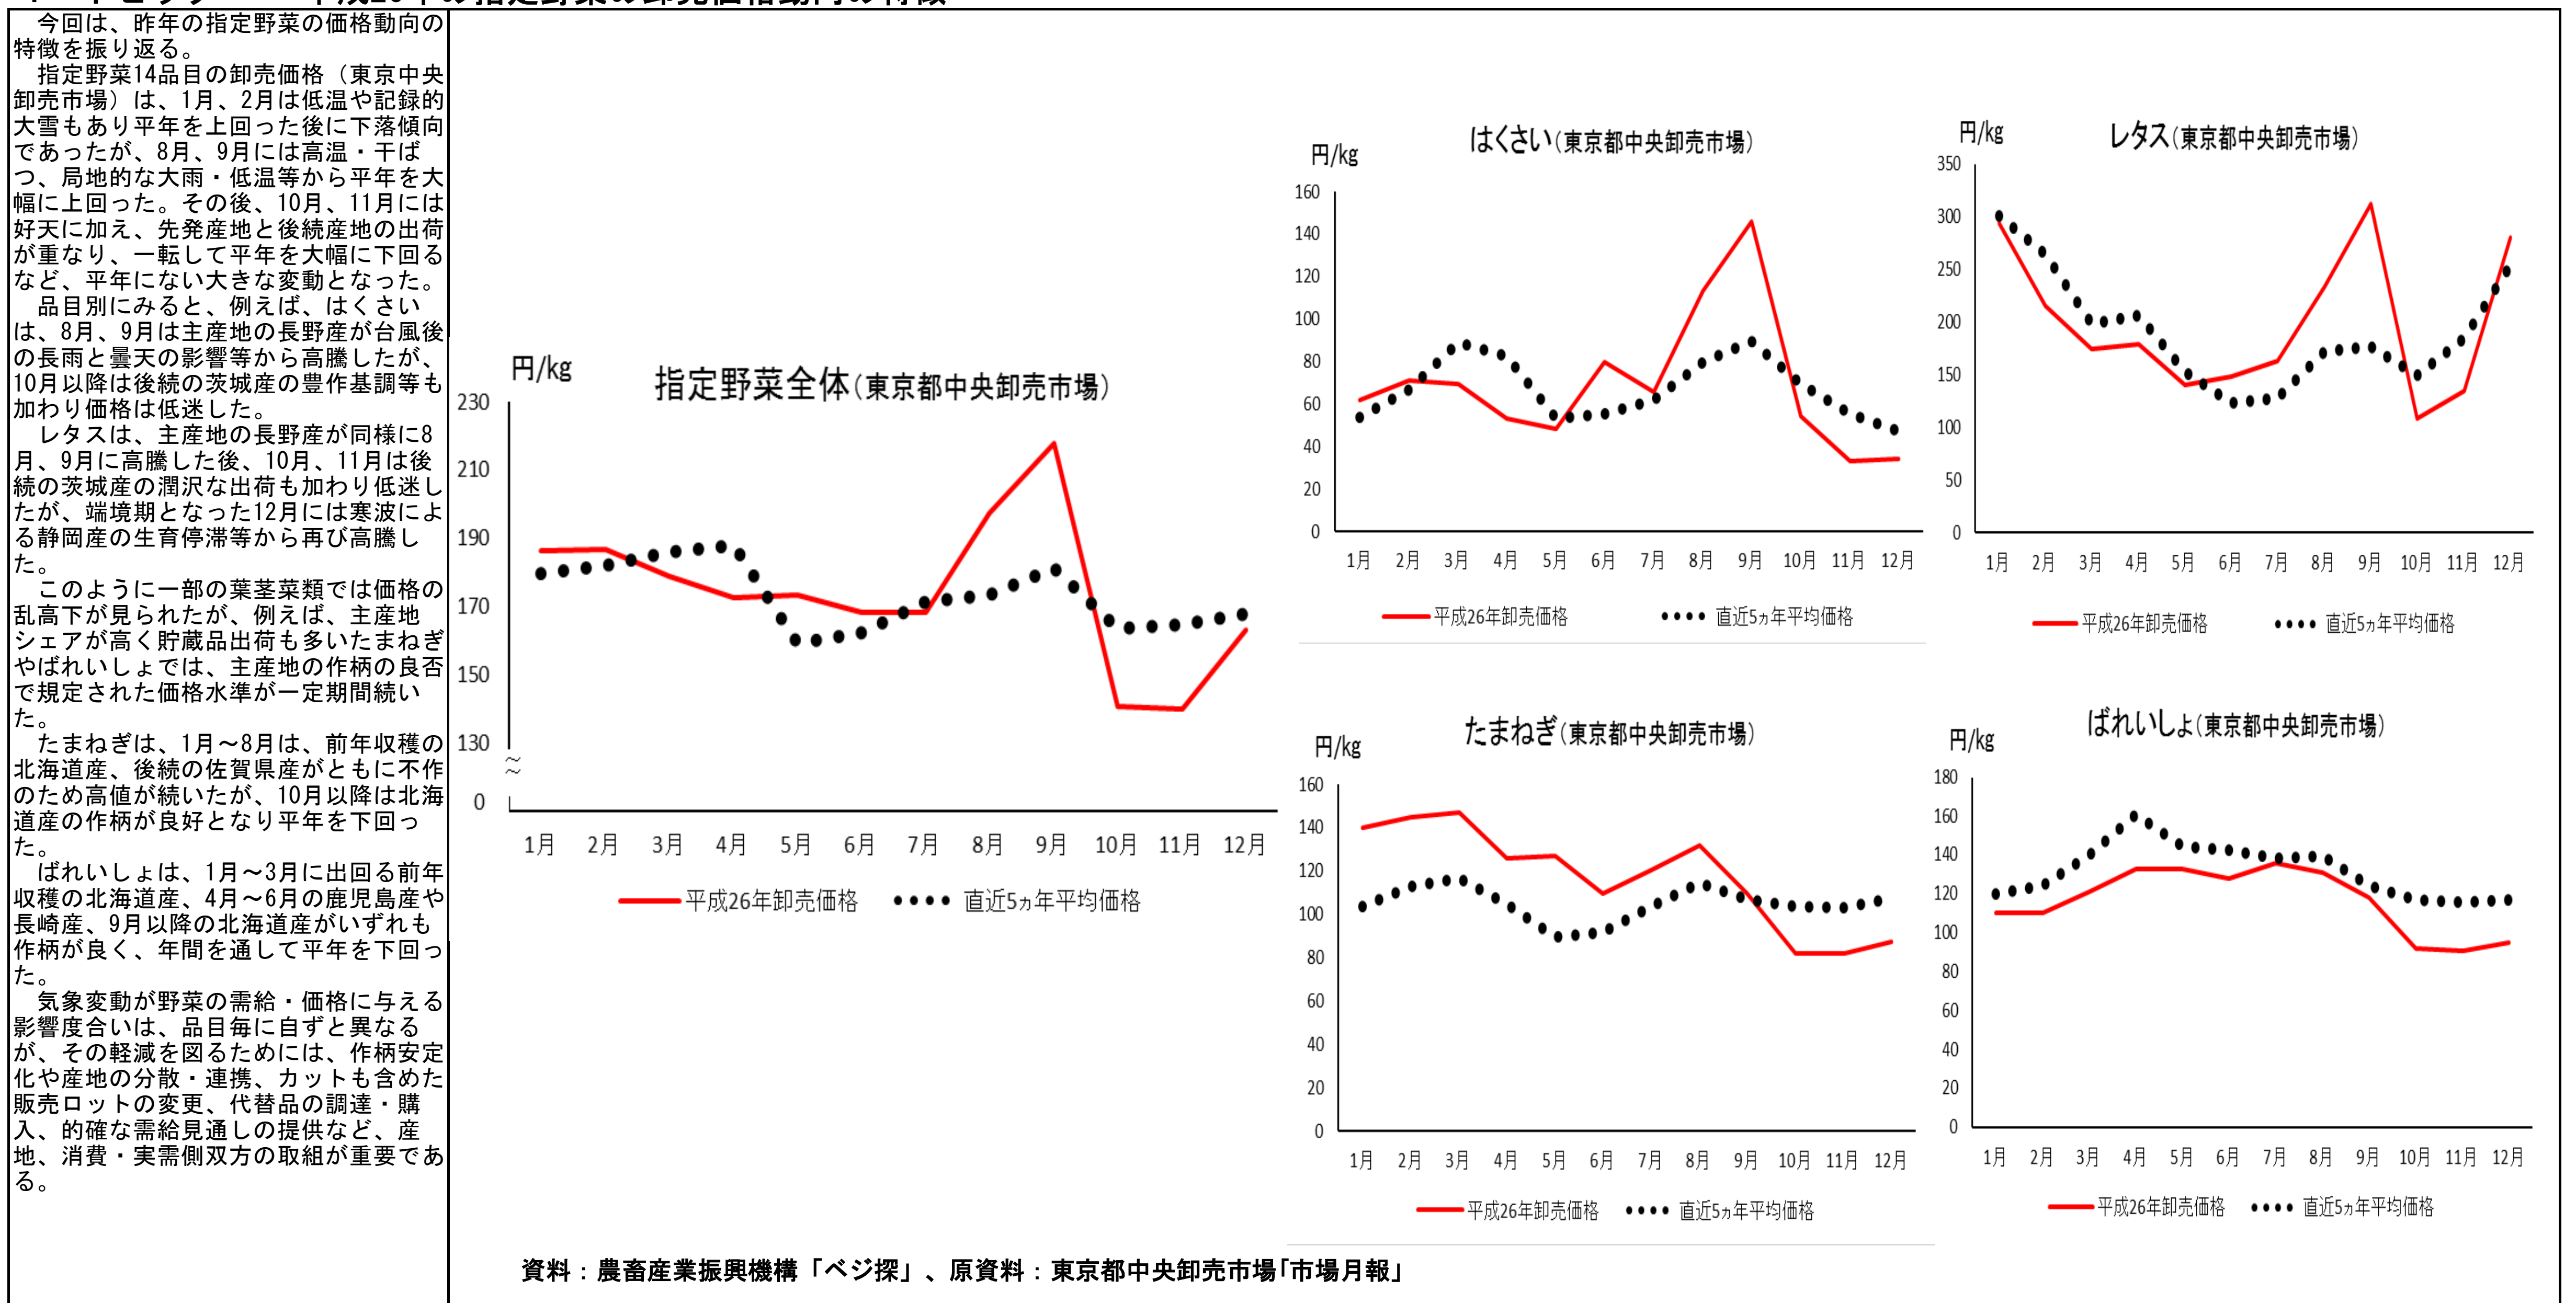 今回は、昨年の指定野菜の価格動向の
特徴を振り返る。
指定野菜14品目の卸売価格（東京中央
卸売市場）は、1月、2月は低温や記録的
大雪もあり平年を上回った後に下落傾向
であったが、8月、9月には高温・干ば
つ、局地的な大雨・低温等から平年を大
幅に上回った。その後、10月、11月には
好天に加え、先発産地と後続産地の出荷
が重なり、一転して平年を大幅に下回る
など、平年にない大きな変動となった。
品目別にみると、例えば、はくさい
は、8月、9月は主産地の長野産が台風後
の長雨と曇天の影響等から高騰したが、
10月以降は後続の茨城産の豊作基調等も
加わり価格は低迷した。
レタスは、主産地の長野産が同様に8
月、9月に高騰した後、10月、11月は後
続の茨城産の潤沢な出荷も加わり低迷し
たが、端境期となった12月には寒波によ
る静岡産の生育停滞等から再び高騰し
た。
このように一部の葉茎菜類では価格の
乱高下が見られたが、例えば、主産地
シェアが高く貯蔵品出荷も多いたまねぎ
やばれいしょでは、主産地の作柄の良否
で規定された価格水準が一定期間続い
た。
たまねぎは、1月～8月は、前年収穫の
北海道産、後続の佐賀県産がともに不作
のため高値が続いたが、10月以降は北海
道産の作柄が良好となり平年を下回っ
た。
ばれいしょは、1月～3月に出回る前年
収穫の北海道産、4月～6月の鹿児島産や
長崎産、9月以降の北海道産がいずれも
作柄が良く、年間を通して平年を下回っ
た。
気象変動が野菜の需給・価格に与える
影響度合いは、品目毎に自ずと異なる
が、その軽減を図るためには、作柄安定
化や産地の分散・連携、カットも含めた
販売ロットの変更、代替品の調達・購
入、的確な需給見通しの提供など、産
地、消費・実需側双方の取組が重要であ
る。
円/kg
指定野菜全体（東京都中央卸売市場）
230
210
190
170
150
130
～
～
0
1月 2月 3月 4月 5月 6月 7月 8月 9月 10月 11月 12月
平成26年卸売価格 直近5ヵ年平均価格
円/kg
はくさい（東京都中央卸売市場）
160
140
120
100
80
60
40
20
0
1月 2月 3月 4月 5月 6月 7月 8月 9月 10月 11月 12月
平成26年卸売価格 直近5ヵ年平均価格
円/kg
レタス（東京都中央卸売市場）
350
300
250
200
150
100
50
0
1月 2月 3月 4月 5月 6月 7月 8月 9月 10月 11月 12月
平成26年卸売価格 直近5ヵ年平均価格
円/kg
たまねぎ（東京都中央卸売市場）
160
140
120
100
80
60
40
20
0
1月 2月 3月 4月 5月 6月 7月 8月 9月 10月 11月 12月
平成26年卸売価格 直近5ヵ年平均価格
円/kg
ばれいしょ（東京都中央卸売市場）
180
160
140
120
100
80
60
40
20
0
1月 2月 3月 4月 5月 6月 7月 8月 9月 10月 11月 12月
平成26年卸売価格 直近5ヵ年平均価格
資料：農畜産業振興機構「ベジ探」、原資料：東京都中央卸売市場「市場月報」